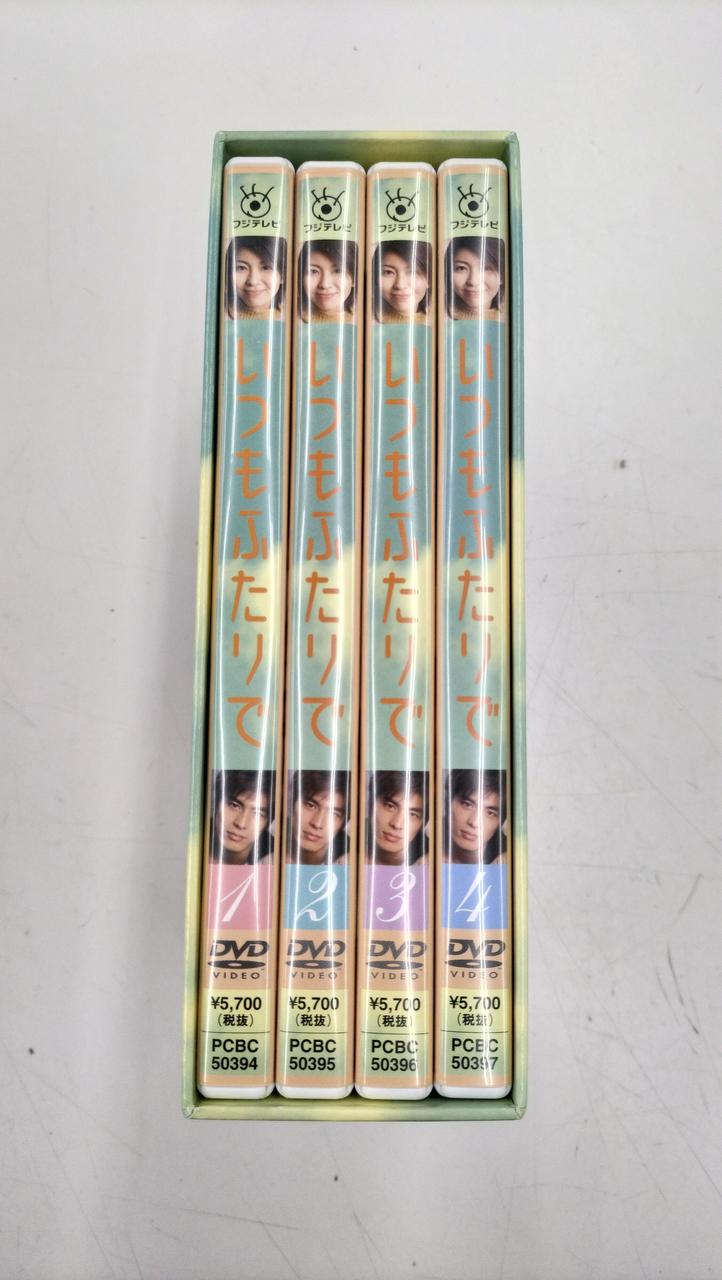 フジテレビ
いつもふたりで
1
DVD
VIDEO
¥5,700
(税抜)
PCBC
50394
フジテレビ
いつもふたりで
2
DVD
VIDEO
¥5,700
(税抜)
PCBC
50395
フジテレビ
いつもふたりで
3
DVD
VIDEO
¥5,700
(税抜)
PCBC
50396
フジテレビ
いつもふたりで
4
DVD
VIDEO
¥5,700
(税抜)
PCBC
50397